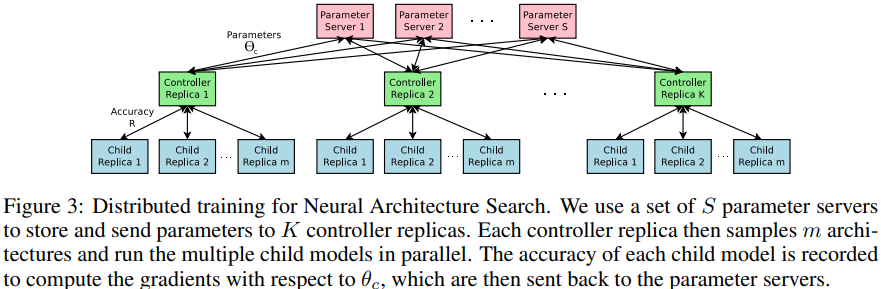 Parameter Server 1
Parameter Server 2
. . .
Parameter Server S
Parameters
Θc
Controller Replica 1
Controller Replica 2
. . .
Controller Replica K
Accuracy
R
Child Replica 1
Child Replica 2
...
Child Replica m
Child Replica 1
Child Replica 2
...
Child Replica m
Child Replica 1
Child Replica 2
...
Child Replica m
Figure 3: Distributed training for Neural Architecture Search. We use a set of S parameter servers
to store and send parameters to K controller replicas. Each controller replica then samples m archi-
tectures and run the multiple child models in parallel. The accuracy of each child model is recorded
to compute the gradients with respect to θc, which are then sent back to the parameter servers.